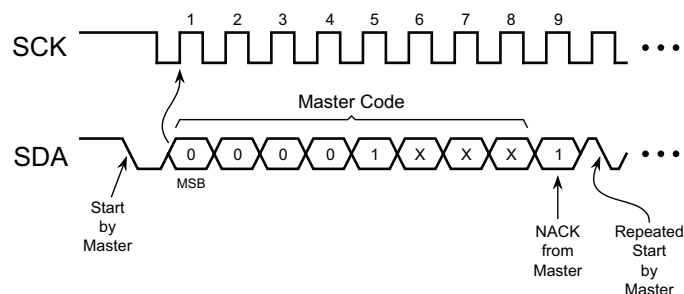 1 2 3 4 5 6 7 8 9
SCK
Master Code
SDA
0 0 0 0 1 X X X 1
MSB
Start
by
Master
NACK
from
Master
Repeated
Start
by
Master